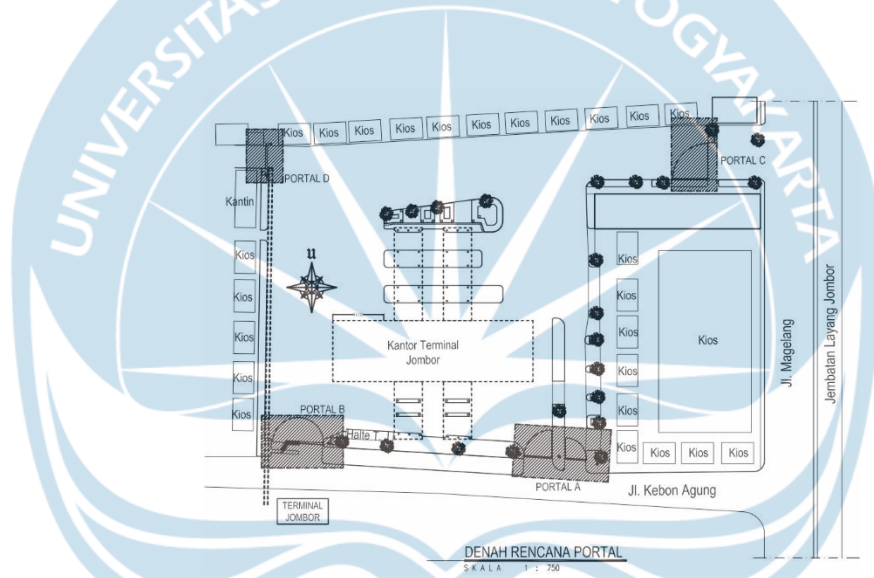 UNIVERSITAS
YOGYAKARTA
Kios Kios Kios Kios Kios Kios Kios Kios Kios Kios Kios
PORTAL C
PORTAL D
Kantin
Kios
Kios
Kios
Kios
Kios
u
Kantor Terminal
Jombor
Kios
Kios
Kios
Kios
Kios
Kios
Kios
Kios Kios Kios
Jl. Magelang
Jembatan Layang Jombor
PORTAL B
Halte
PORTAL A
Jl. Kebon Agung
TERMINAL
JOMBOR
DENAH RENCANA PORTAL
SKALA 1 : 750